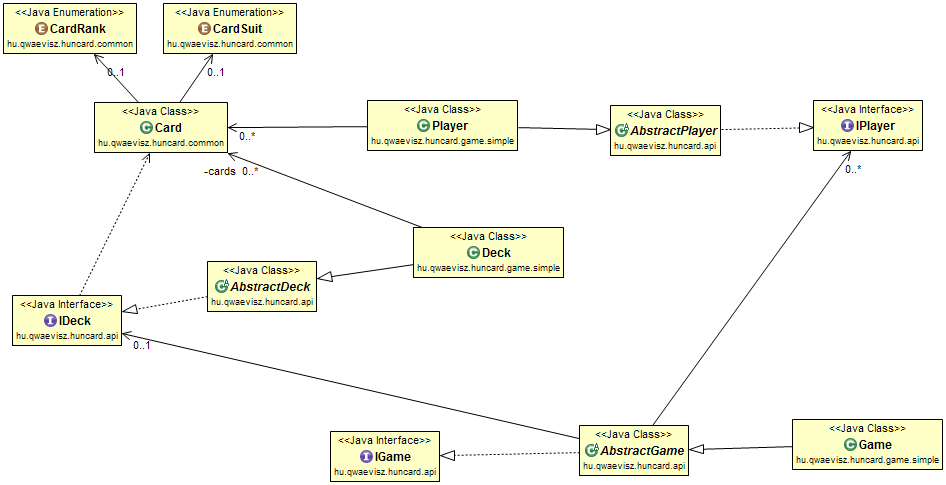 <<Java Enumeration>>
CardRank
hu.qwaevisz.huncard.common
<<Java Enumeration>>
CardSuit
hu.qwaevisz.huncard.common
0..1
0..1
<<Java Class>>
Card
hu.qwaevisz.huncard.common
<<Java Class>>
Player
hu.qwaevisz.huncard.game.simple
<<Java Class>>
AbstractPlayer
hu.qwaevisz.huncard.api
<<Java Interface>>
IPlayer
hu.qwaevisz.huncard.api
0..*
-cards 0..*
0..*
<<Java Class>>
Deck
hu.qwaevisz.huncard.game.simple
<<Java Class>>
AbstractDeck
hu.qwaevisz.huncard.api
<<Java Interface>>
IDeck
hu.qwaevisz.huncard.api
0..1
<<Java Interface>>
IGame
hu.qwaevisz.huncard.api
<<Java Class>>
AbstractGame
hu.qwaevisz.huncard.api
<<Java Class>>
Game
hu.qwaevisz.huncard.game.simple